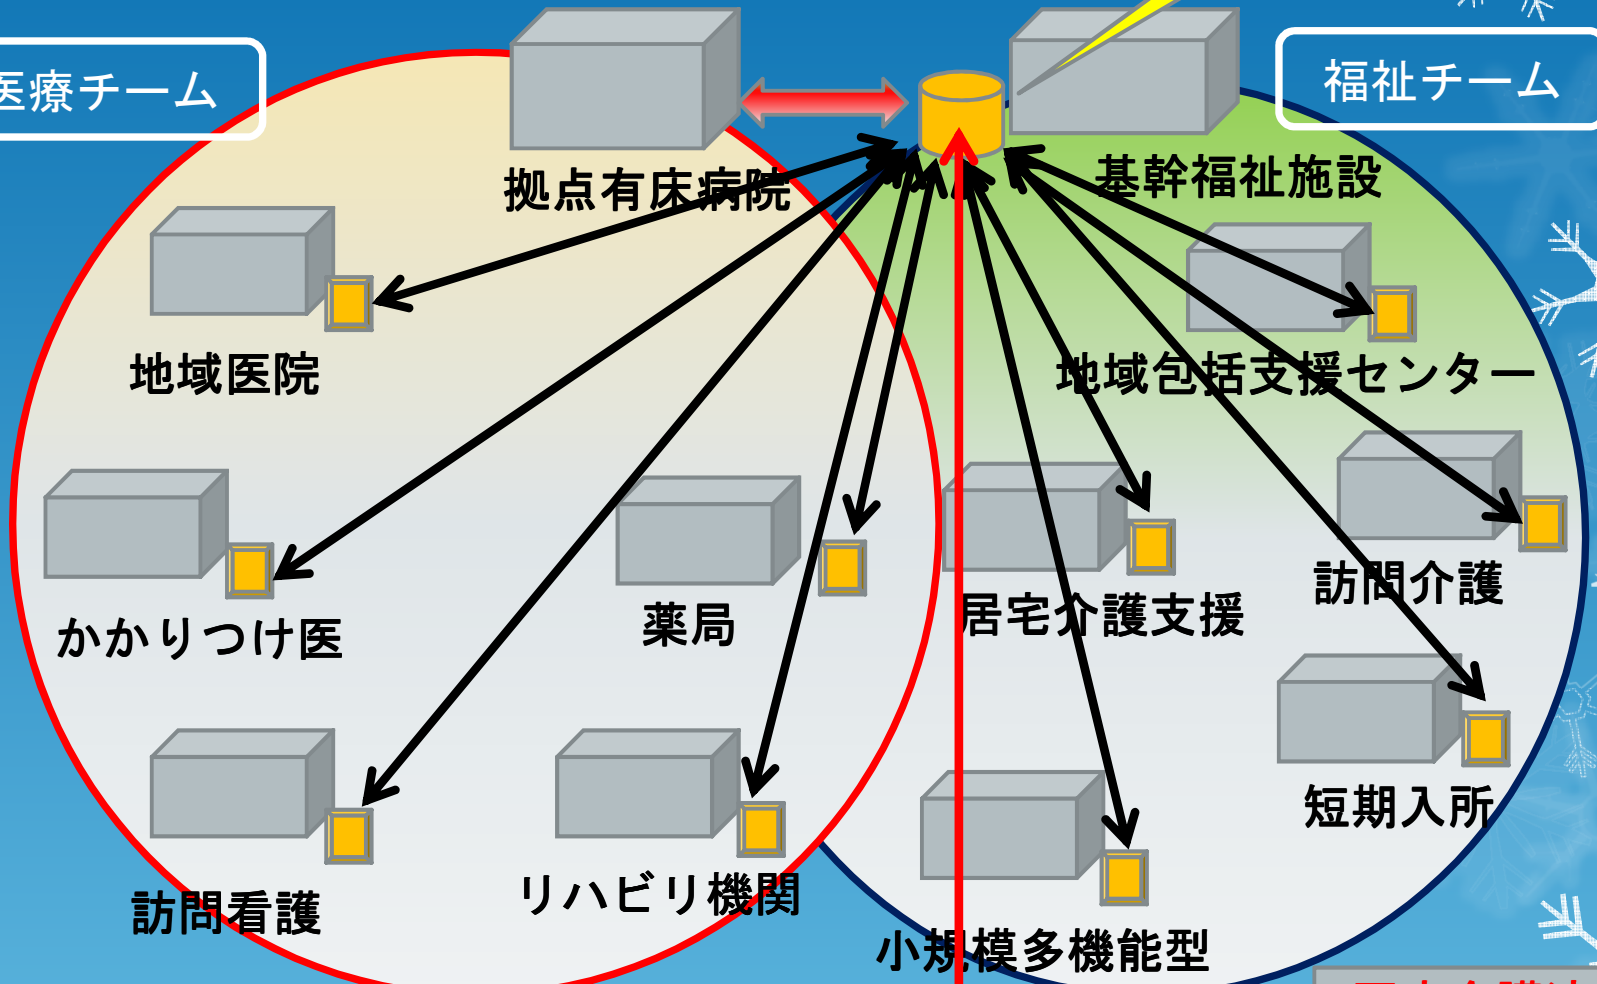 医療チーム
福祉チーム
拠点有床病院
基幹福祉施設
地域医院
地域包括支援センター
かかりつけ医
薬局
居宅介護支援
訪問介護
短期入所
訪問看護
リハビリ機関
小規模多機能型